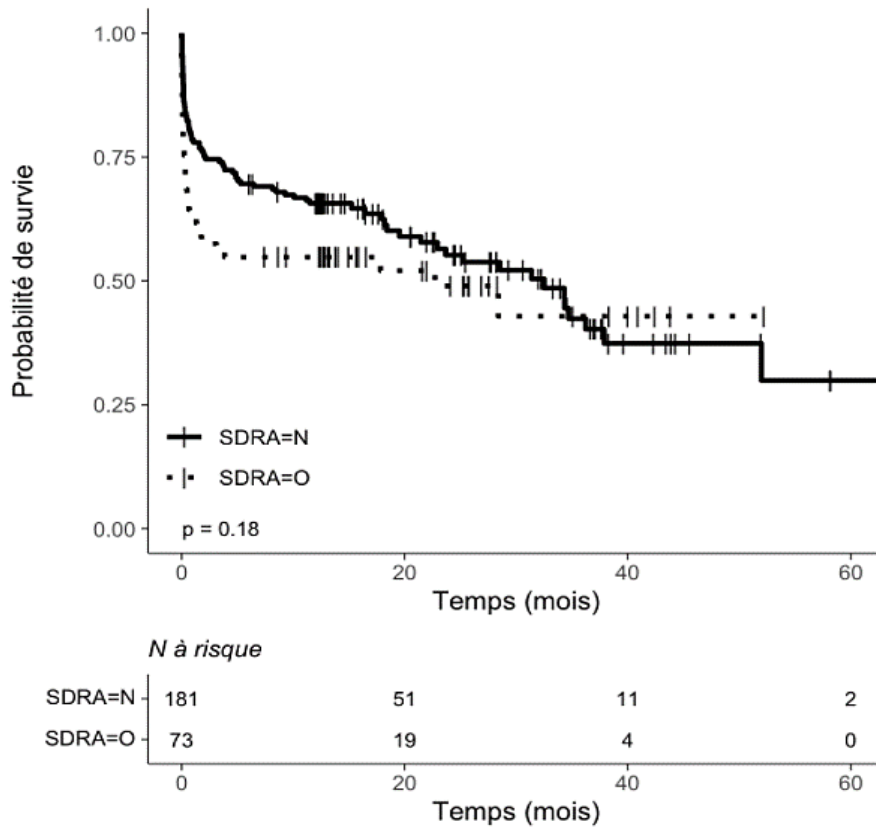 1.00
0.75
0.50
0.25
0.00
Probabilité de survie
SDRA=N
SDRA=O
p = 0.18
0 20 40 60
Temps (mois)
N à risque
SDRA=N 181 51 11 2
SDRA=O 73 19 4 0
0 20 40 60
Temps (mois)